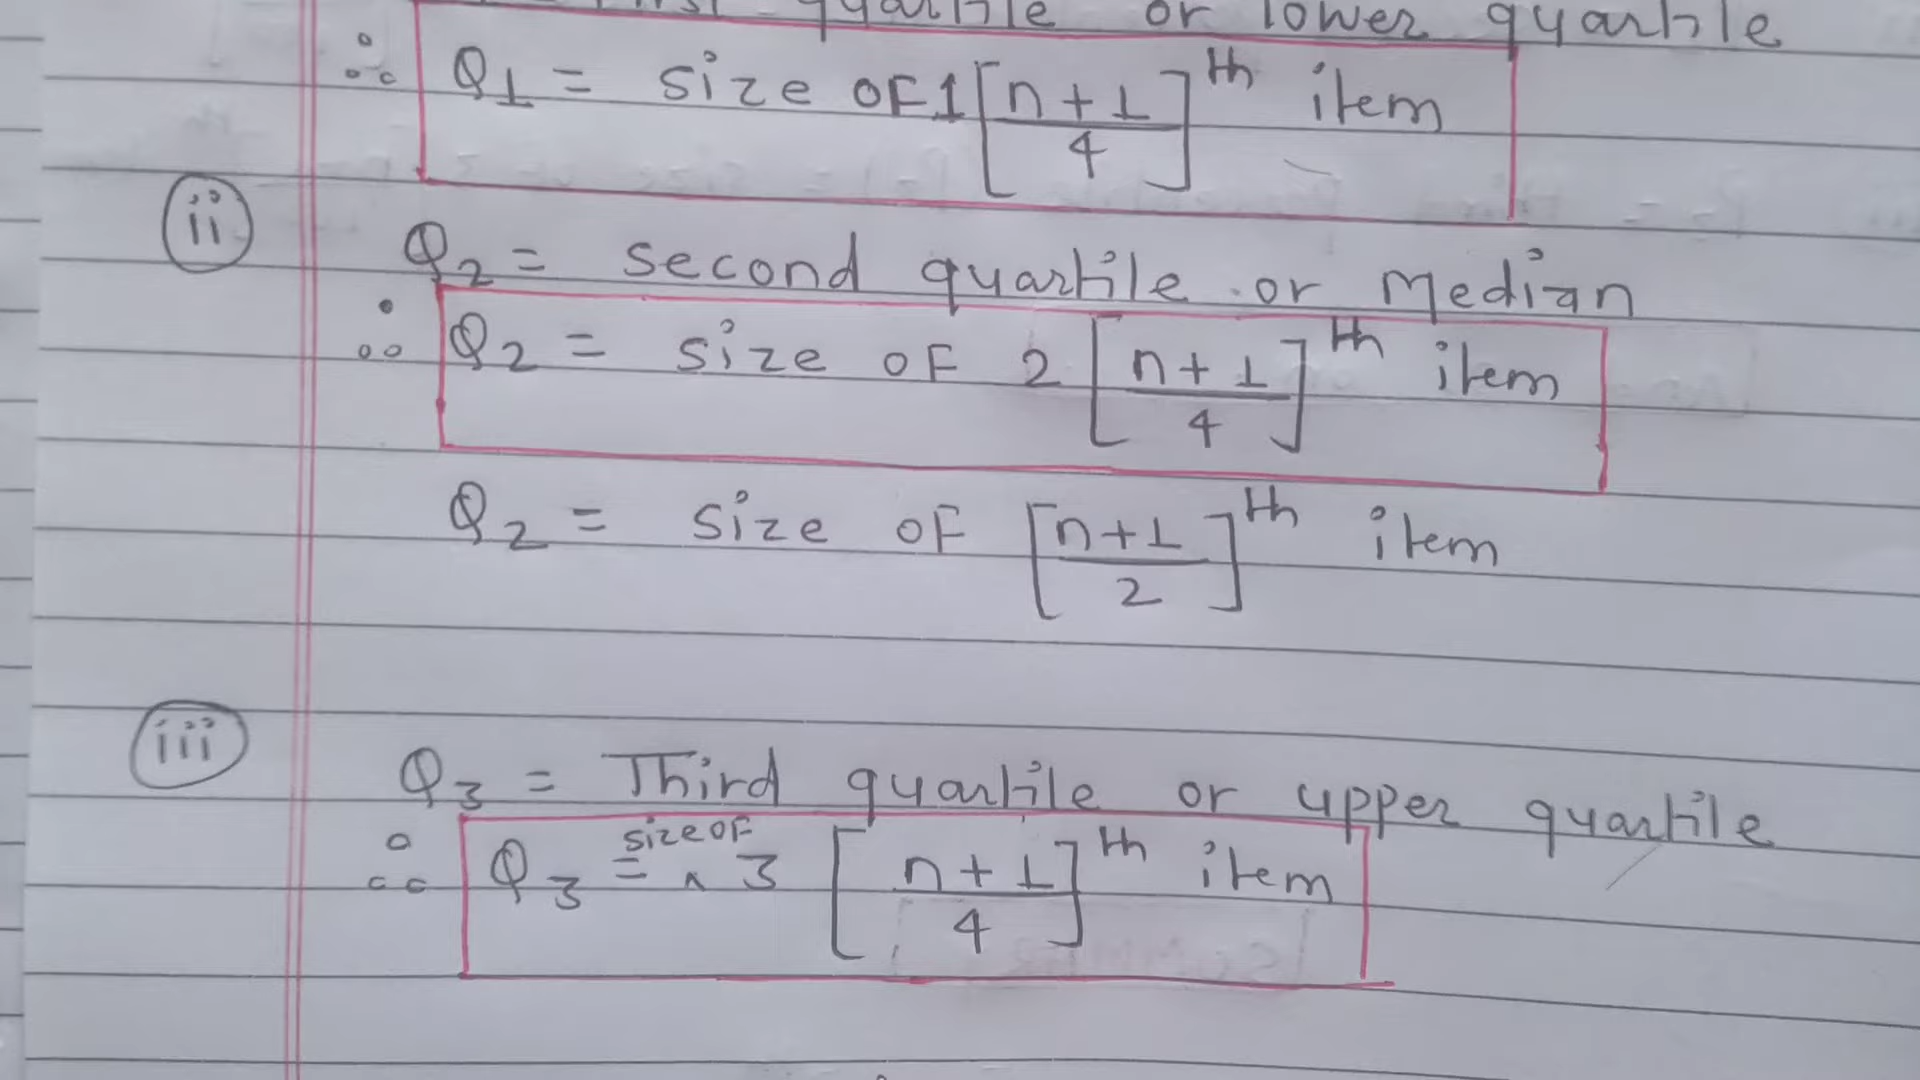 First quartile or lower quartile
∴ Q1 = size of 1 [n+1/4]th item
ii Q2 = second quartile or Median
∴ Q2 = size of 2 [n+1/4]th item
Q2 = size of [n+1/2]th item
iii Q3 = Third quartile or upper quartile
∴ Q3 = size of 3 [n+1/4]th item